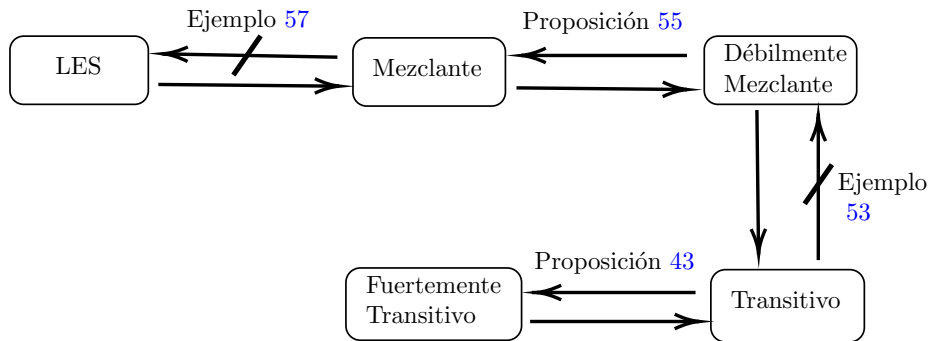 Ejemplo 57
Proposición 55
LES
Mezclante
Débilmente
Mezclante
Ejemplo
53
Proposición 43
Fuertemente
Transitivo
Transitivo